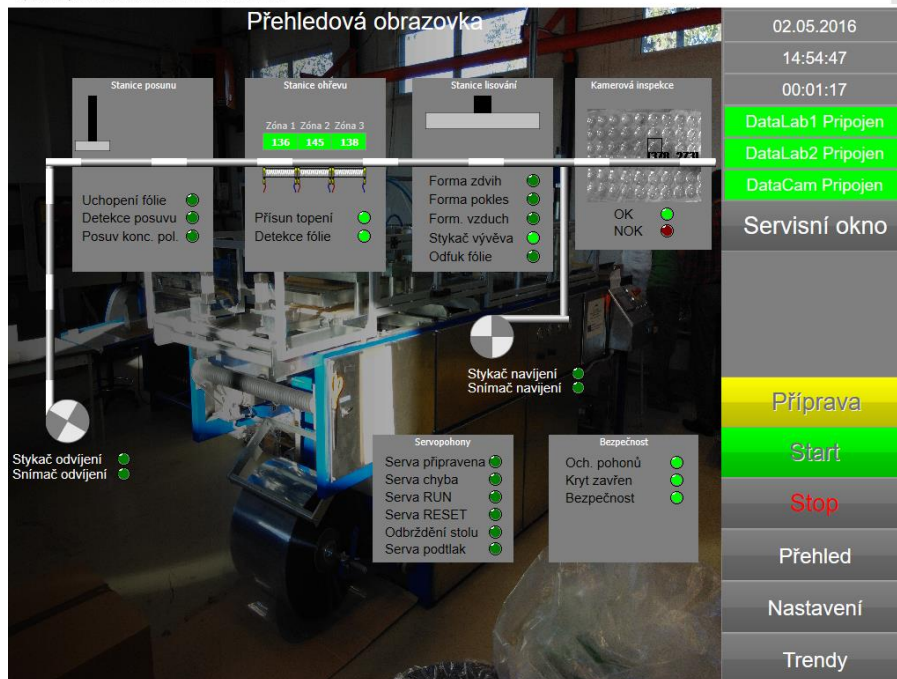 Přehledová obrazovka
Stanice posunu
Uchopení fólie
Detekce posuvu
Posuv konc. pol.
Stanice ohřevu
Zóna 1 Zóna 2 Zóna 3
136 145 138
Přísun topení
Detekce fólie
Stanice lisování
Forma zdvih
Forma pokles
Form. vzduch
Stykač vývěva
Odfuk fólie
Kamerová inspekce
[378, 273]
OK
NOK
Stykač navíjení
Snímač navijení
Stykač odvíjení
Snímač odvíjení
Servopohony
Serva připravena
Serva chyba
Serva RUN
Serva RESET
Odbrždění stolu
Serva podtlak
Bezpečnost
Och. pohonů
Kryt zavřen
Bezpečnost
02.05.2016
14:54:47
00:01:17
DataLab1 Pripojen
DataLab2 Pripojen
DataCam Pripojen
Servisní okno
Příprava
Start
Stop
Přehled
Nastavení
Trendy